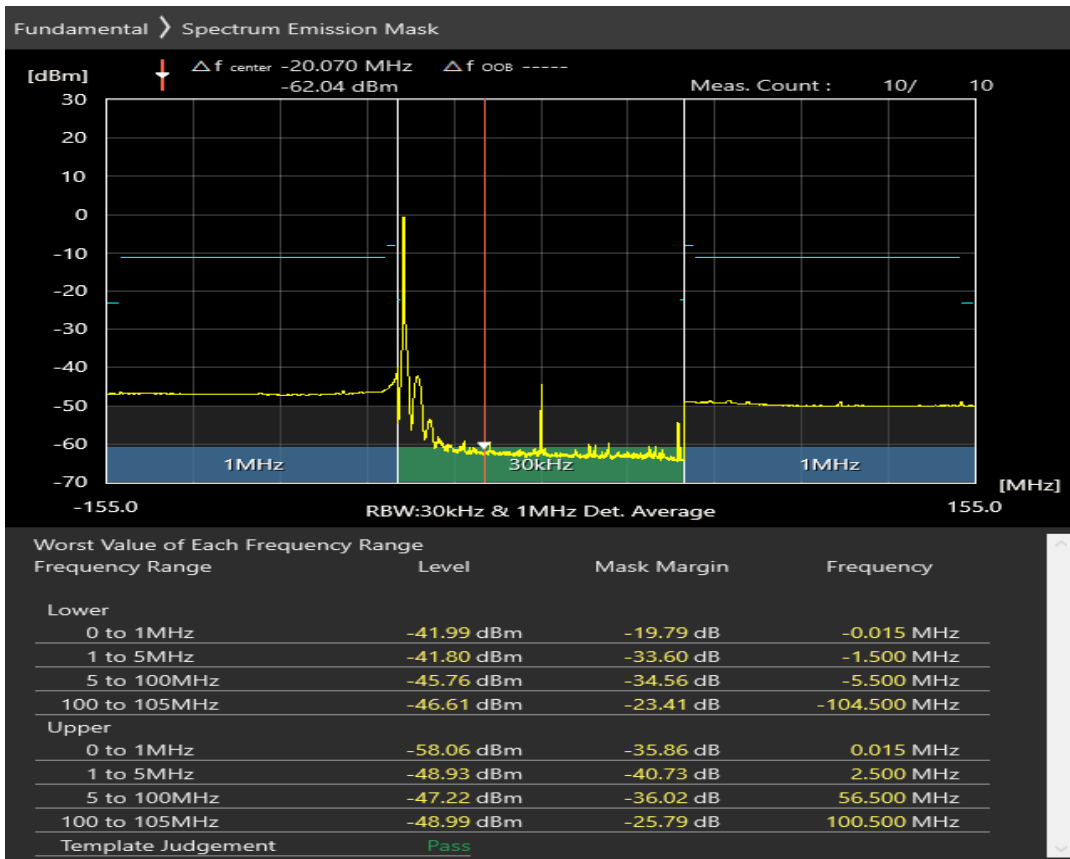 Fundamental ❯ Spectrum Emission Mask
[dBm] Δf center -20.070 MHz Δf OOB -----
-62.04 dBm Meas. Count : 10/ 10
30
20
10
0
-10
-20
-30
-40
-50
-60
1MHz 30kHz 1MHz
-70 [MHz]
-155.0 RBW:30kHz & 1MHz Det. Average 155.0
Worst Value of Each Frequency Range
Frequency Range Level Mask Margin Frequency
Lower
0 to 1MHz -41.99 dBm -19.79 dB -0.015 MHz
1 to 5MHz -41.80 dBm -33.60 dB -1.500 MHz
5 to 100MHz -45.76 dBm -34.56 dB -5.500 MHz
100 to 105MHz -46.61 dBm -23.41 dB -104.500 MHz
Upper
0 to 1MHz -58.06 dBm -35.86 dB 0.015 MHz
1 to 5MHz -48.93 dBm -40.73 dB 2.500 MHz
5 to 100MHz -47.22 dBm -36.02 dB 56.500 MHz
100 to 105MHz -48.99 dBm -25.79 dB 100.500 MHz
Template Judgement Pass